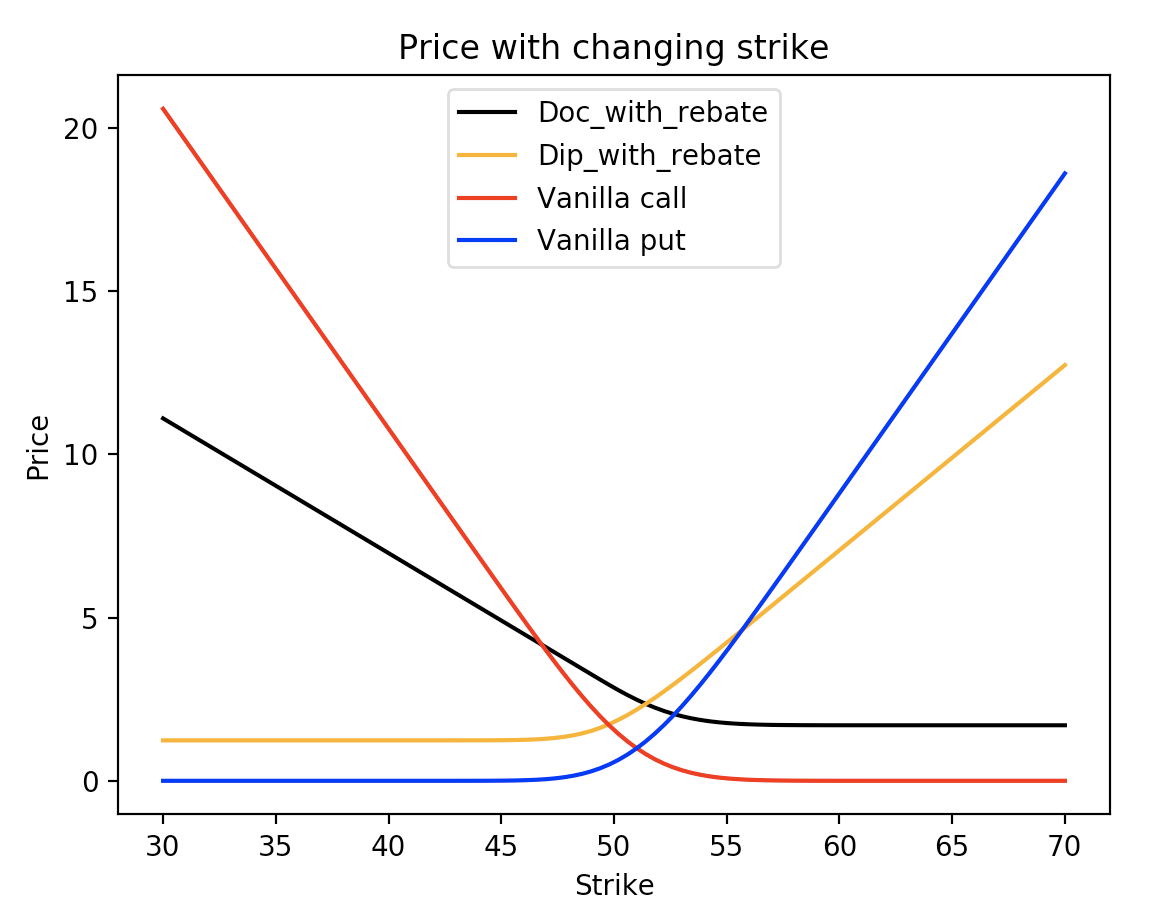 Price with changing strike
Doc_with_rebate
Dip_with_rebate
Vanilla call
Vanilla put
20
15
10
5
0
Price
30 35 40 45 50 55 60 65 70
Strike